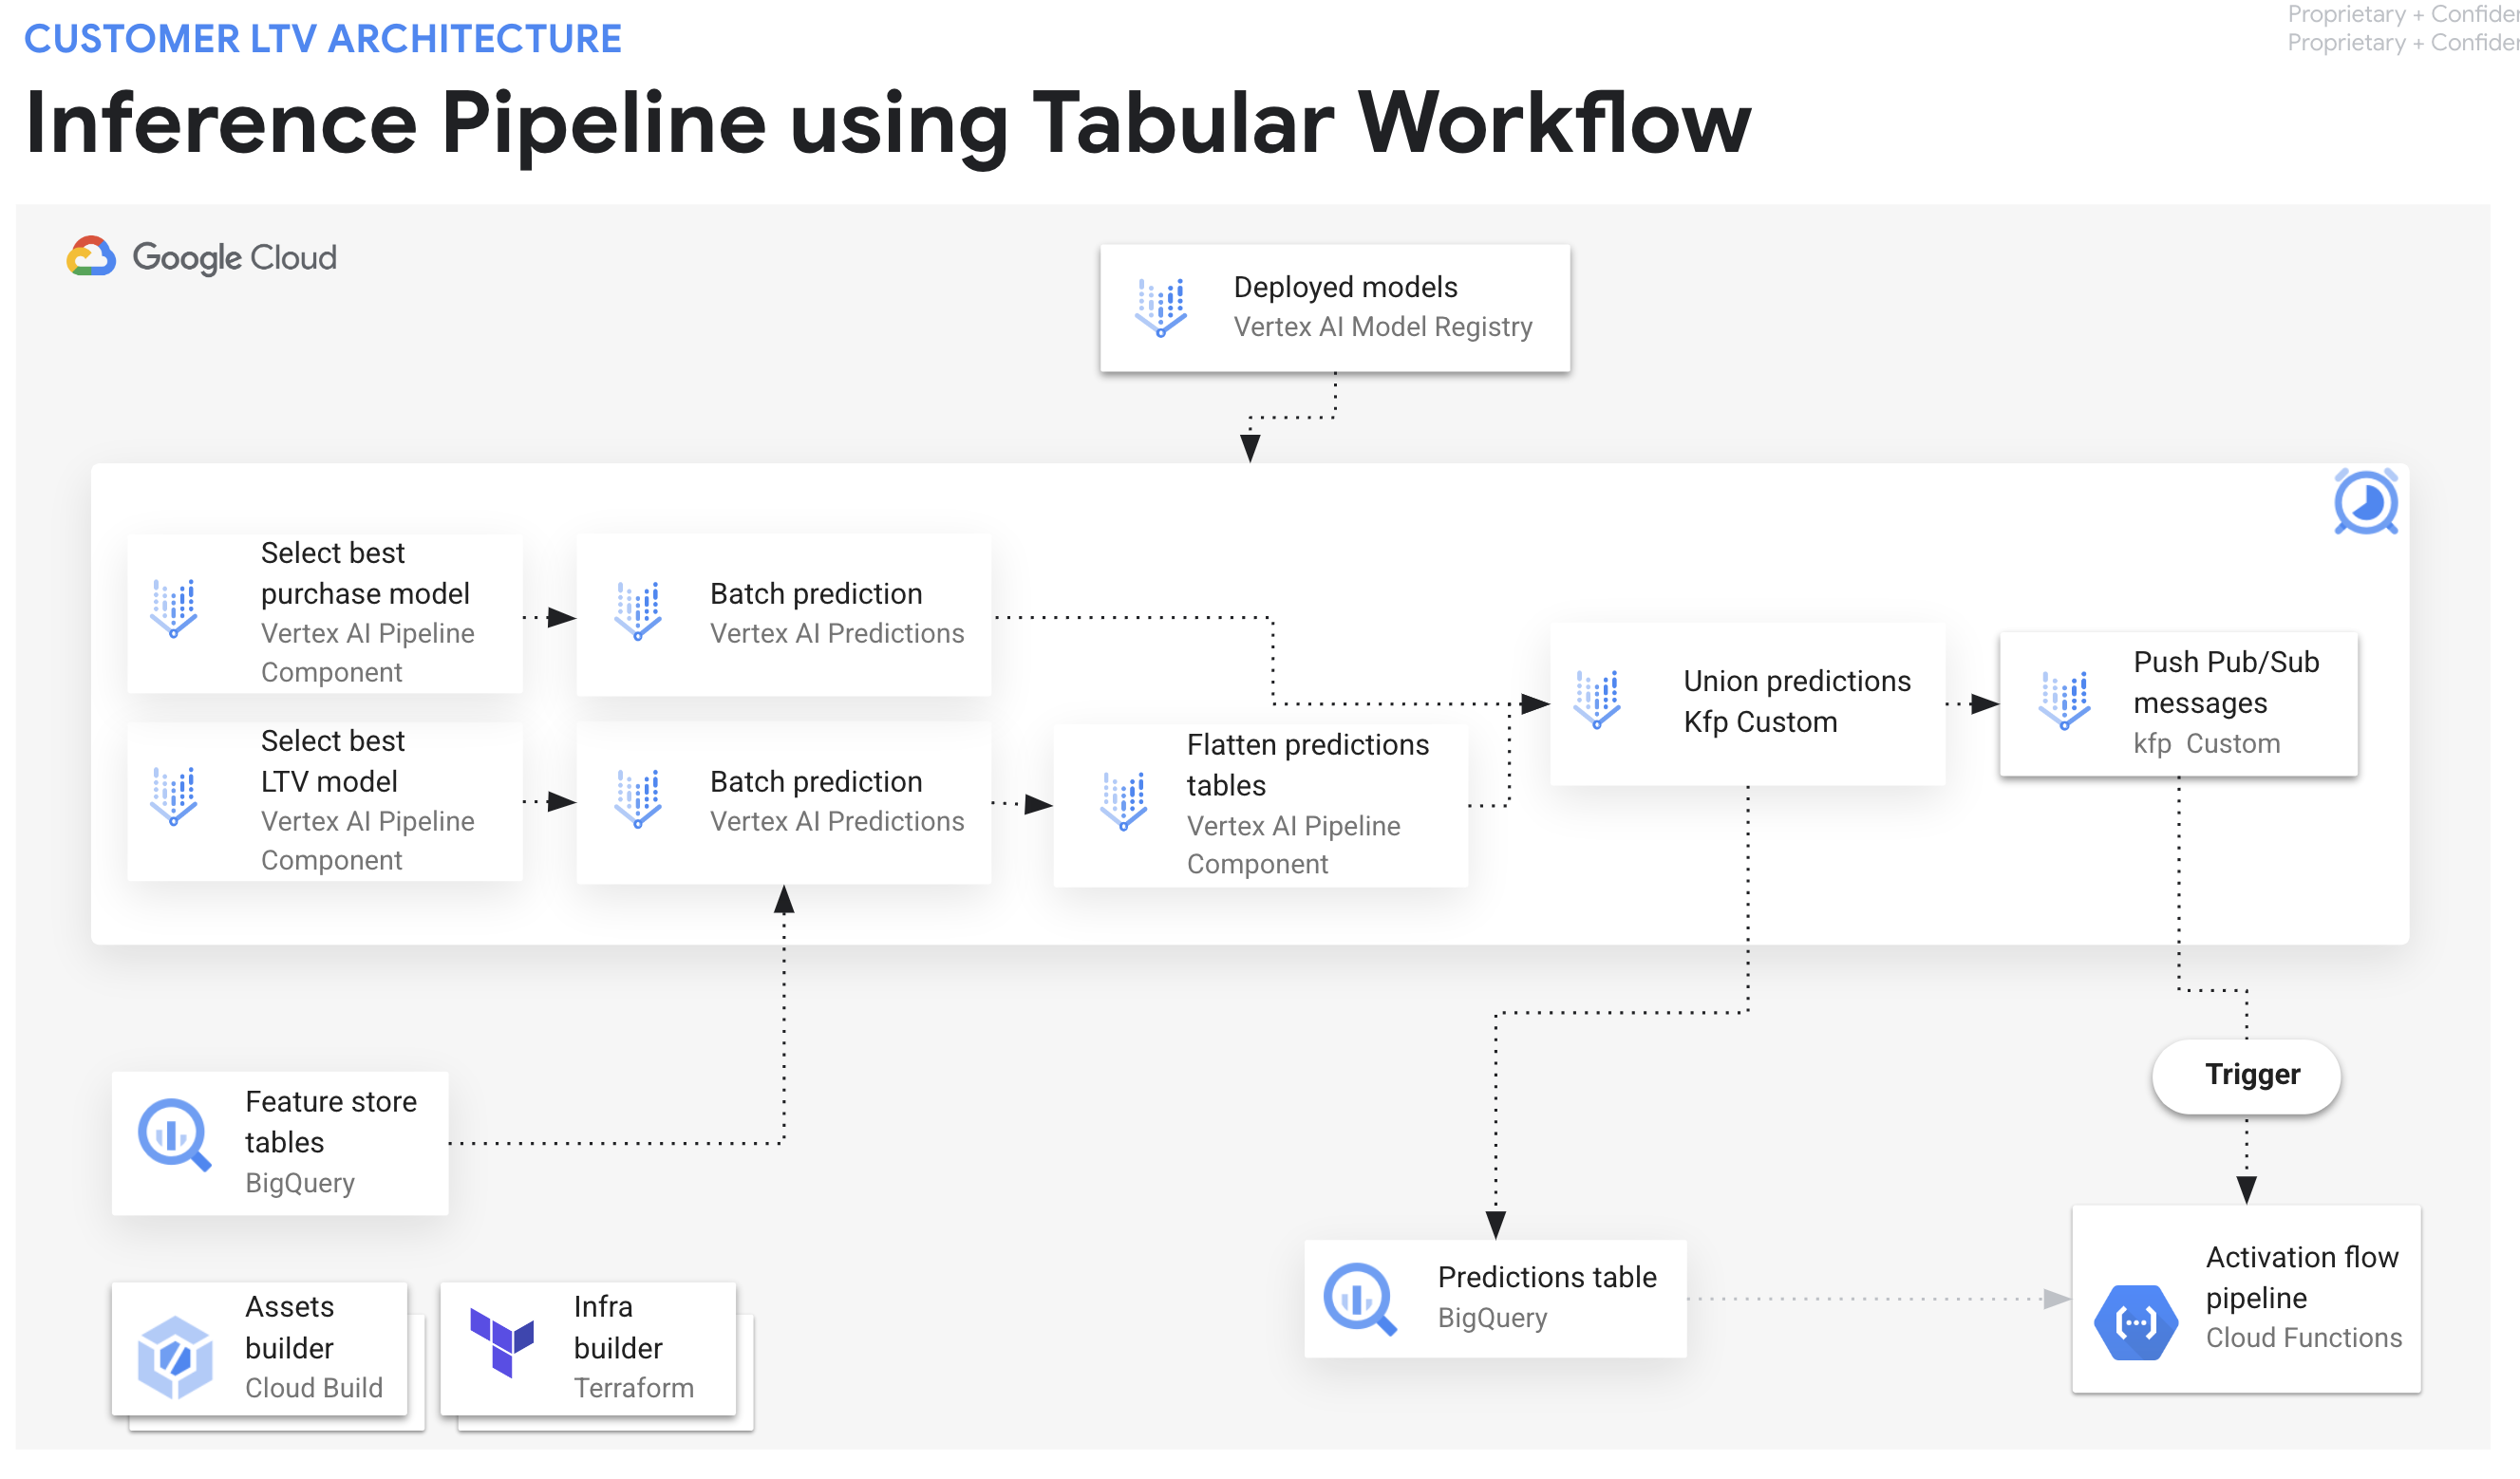 CUSTOMER LTV ARCHITECTURE
Proprietary + Confiden
Proprietary + Confiden
Inference Pipeline using Tabular Workflow
Google Cloud
Deployed models
Vertex AI Model Registry
Select best
purchase model
Vertex AI Pipeline
Component
Batch prediction
Vertex AI Predictions
Select best
LTV model
Vertex AI Pipeline
Component
Batch prediction
Vertex AI Predictions
Flatten predictions
tables
Vertex AI Pipeline
Component
Union predictions
Kfp Custom
Push Pub/Sub
messages
kfp Custom
Trigger
Feature store
tables
BigQuery
Predictions table
BigQuery
Activation flow
pipeline
Cloud Functions
Assets
builder
Cloud Build
Infra
builder
Terraform